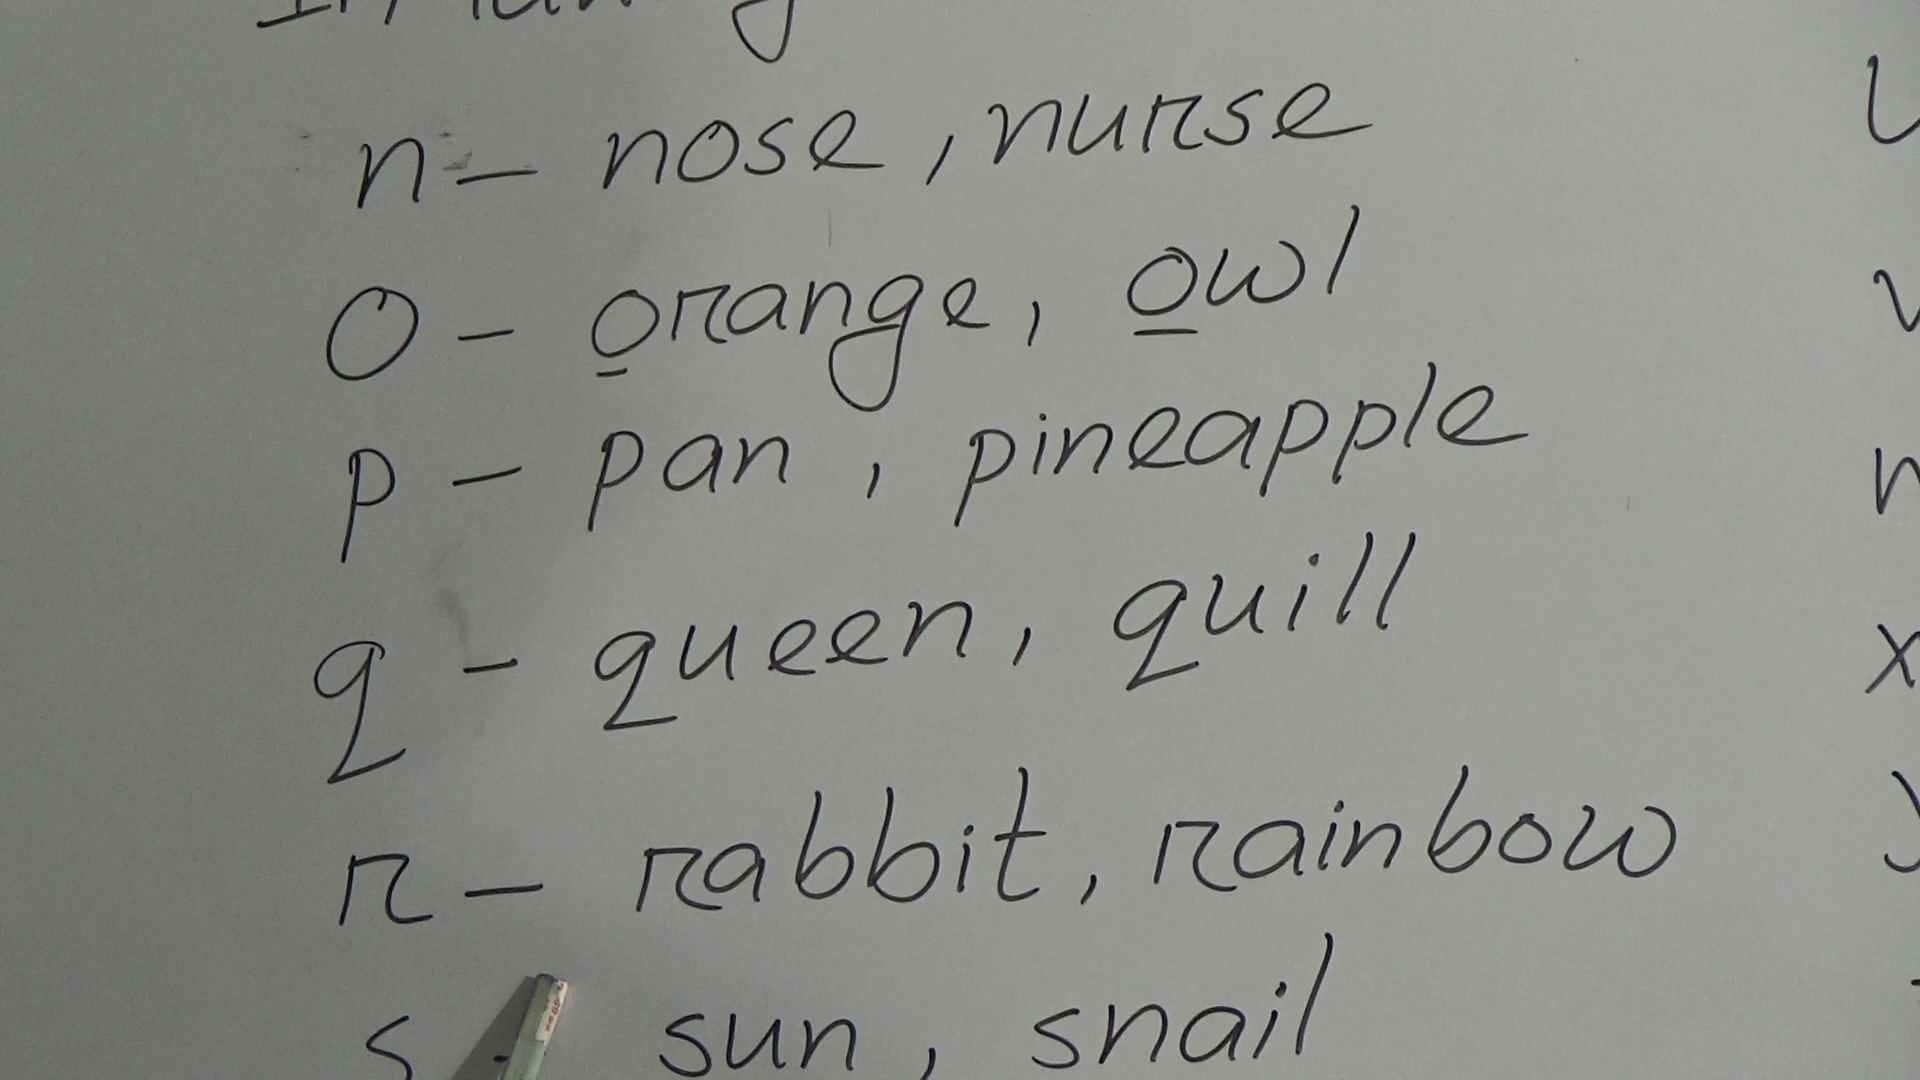 n - nose, nurse
o - orange, owl
p - pan, pineapple
q - queen, quill
r - rabbit, rainbow
s - sun, snail
x